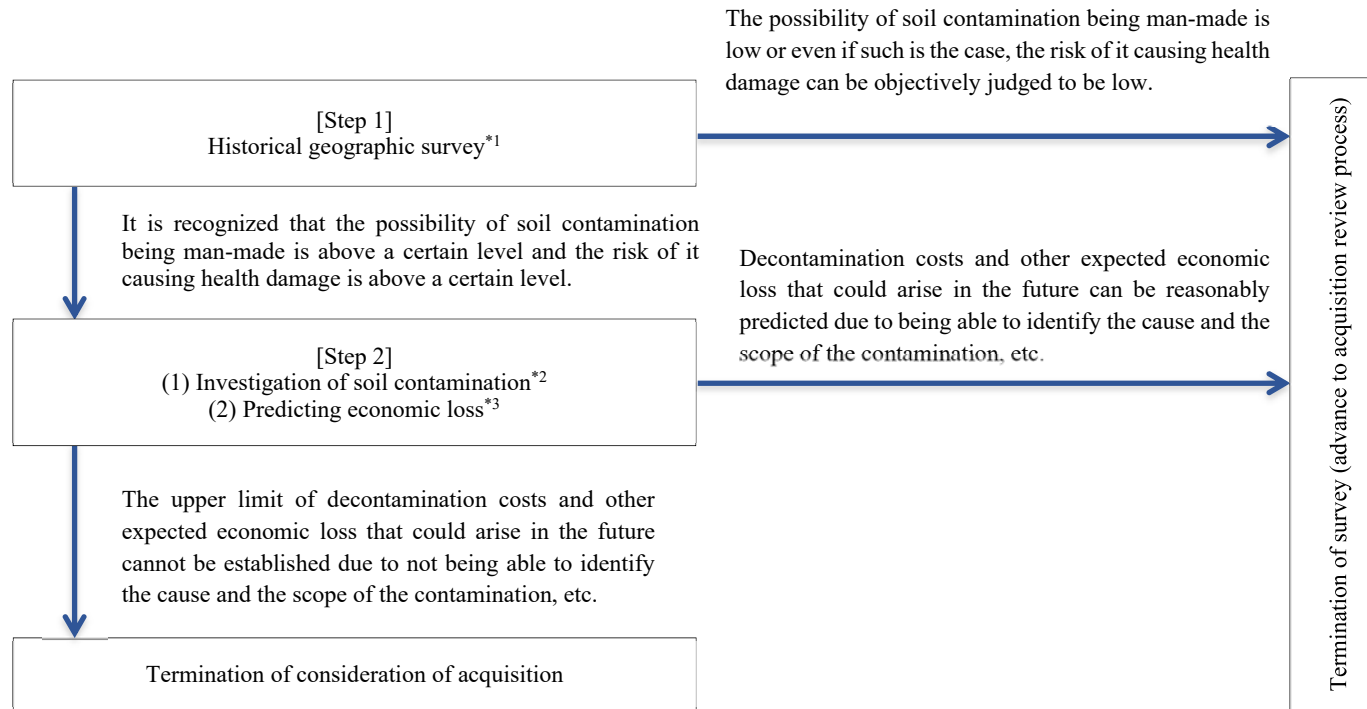 The possibility of soil contamination being man-made is
low or even if such is the case, the risk of it causing health
damage can be objectively judged to be low.
[Step 1]
Historical geographic survey*1
It is recognized that the possibility of soil contamination
being man-made is above a certain level and the risk of it
causing health damage is above a certain level.
Decontamination costs and other expected economic
loss that could arise in the future can be reasonably
predicted due to being able to identify the cause and the
scope of the contamination, etc.
[Step 2]
(1) Investigation of soil contamination*2
(2) Predicting economic loss*3
The upper limit of decontamination costs and other
expected economic loss that could arise in the future
cannot be established due to not being able to identify
the cause and the scope of the contamination, etc.
Termination of consideration of acquisition
Termination of survey (advance to acquisition review process)